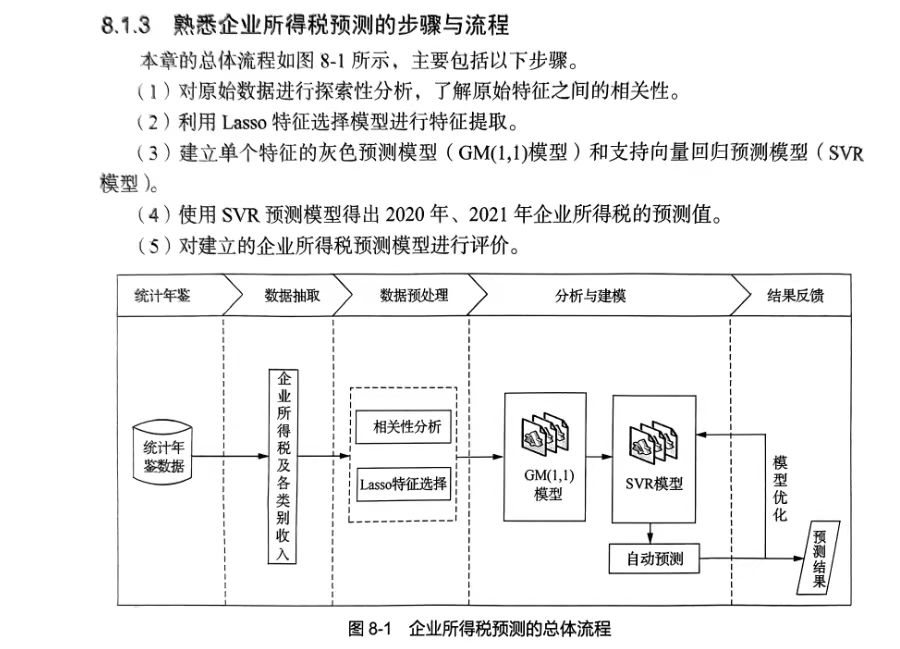 8.1.3 熟悉企业所得税预测的步骤与流程
本章的总体流程如图 8-1 所示，主要包括以下步骤。
（1）对原始数据进行探索性分析，了解原始特征之间的相关性。
（2）利用 Lasso 特征选择模型进行特征提取。
（3）建立单个特征的灰色预测模型（GM(1,1)模型）和支持向量回归预测模型（SVR
模型）。
（4）使用 SVR 预测模型得出 2020 年、2021 年企业所得税的预测值。
（5）对建立的企业所得税预测模型进行评价。
统计年鉴
数据抽取
数据预处理
分析与建模
结果反馈
统计年
鉴数据
企业所得税及各类别收入
相关性分析
Lasso特征选择
GM(1,1)
模型
SVR模型
自动预测
模型优化
预测结果
图 8-1 企业所得税预测的总体流程